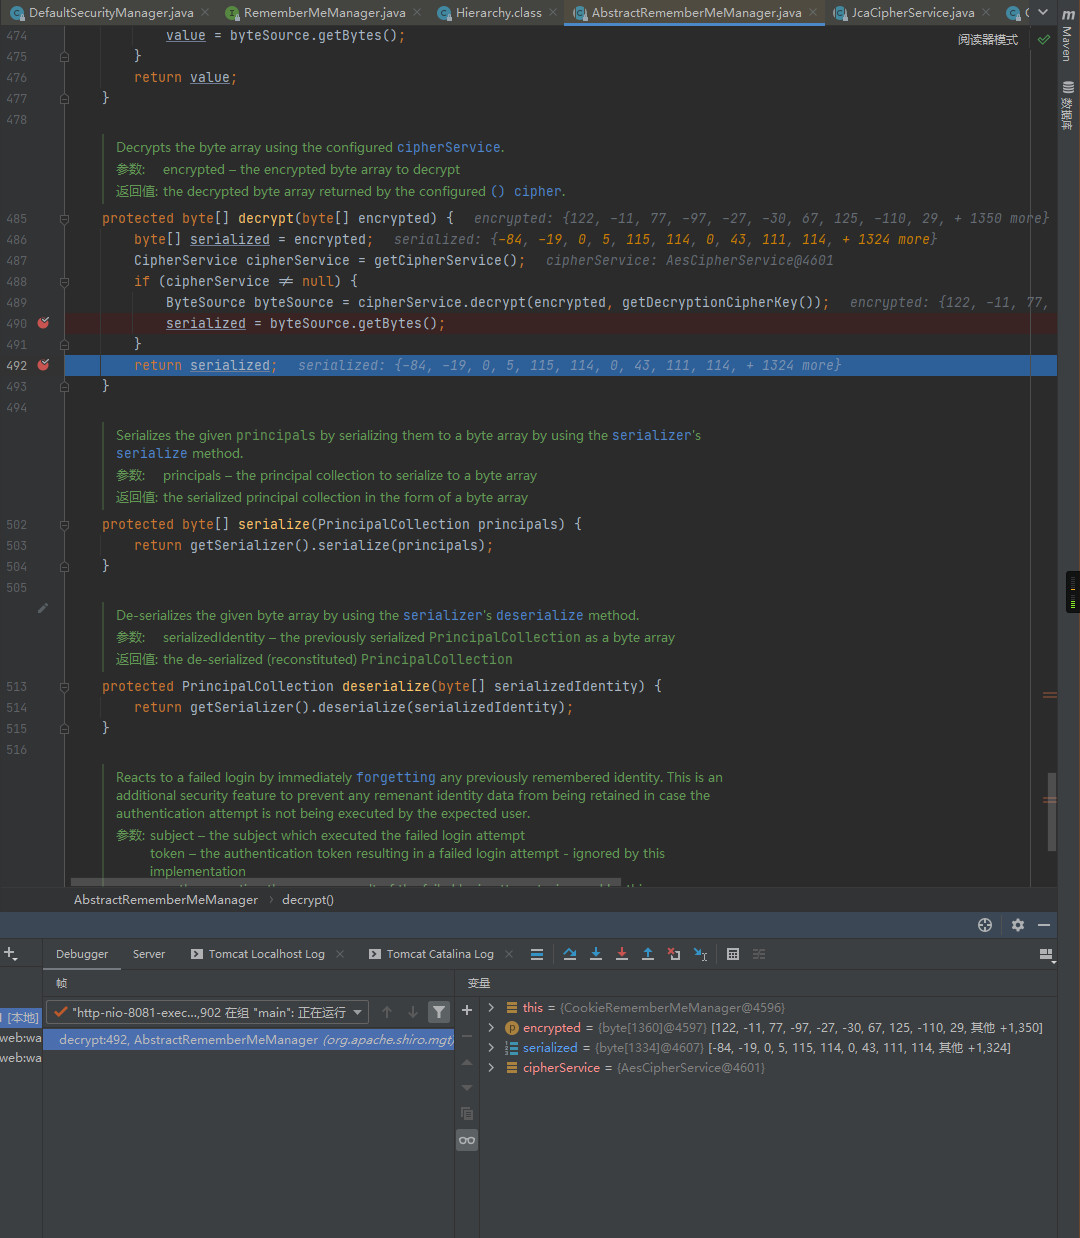 DefaultSecurityManager.java RememberMeManager.java Hierarchy.class AbstractRememberMeManager.java JcaCipherService.java
Maven
数据库
阅读器模式
474 value = byteSource.getBytes();
475 }
476 return value;
477 }
478
Decrypts the byte array using the configured cipherService.
参数: encrypted – the encrypted byte array to decrypt
返回值: the decrypted byte array returned by the configured () cipher.
485 protected byte[] decrypt(byte[] encrypted) { encrypted: {122, -11, 77, -97, -27, -30, 67, 125, -110, 29, + 1350 more}
486 byte[] serialized = encrypted; serialized: {-84, -19, 0, 5, 115, 114, 0, 43, 111, 114, + 1324 more}
487 CipherService cipherService = getCipherService(); cipherService: AesCipherService@4601
488 if (cipherService ≠ null) {
489 ByteSource byteSource = cipherService.decrypt(encrypted, getDecryptionCipherKey()); encrypted: {122, -11, 77,
490 serialized = byteSource.getBytes();
491 }
492 return serialized; serialized: {-84, -19, 0, 5, 115, 114, 0, 43, 111, 114, + 1324 more}
493 }
494
Serializes the given principals by serializing them to a byte array by using the serializer's
serialize method.
参数: principals – the principal collection to serialize to a byte array
返回值: the serialized principal collection in the form of a byte array
502 protected byte[] serialize(PrincipalCollection principals) {
503 return getSerializer().serialize(principals);
504 }
505
De-serializes the given byte array by using the serializer's deserialize method.
参数: serializedIdentity – the previously serialized PrincipalCollection as a byte array
返回值: the de-serialized (reconstituted) PrincipalCollection
513 protected PrincipalCollection deserialize(byte[] serializedIdentity) {
514 return getSerializer().deserialize(serializedIdentity);
515 }
516
Reacts to a failed login by immediately forgetting any previously remembered identity. This is an
additional security feature to prevent any remenant identity data from being retained in case the
authentication attempt is not being executed by the expected user.
参数: subject – the subject which executed the failed login attempt
token – the authentication token resulting in a failed login attempt - ignored by this
implementation
AbstractRememberMeManager › decrypt()
Debugger Server Tomcat Localhost Log Tomcat Catalina Log
帧 变量
[本地] "http-nio-8081-exec...,902 在组 "main": 正在运行
web:wa decrypt:492, AbstractRememberMeManager (org.apache.shiro.mgt)
web:wa
this = {CookieRememberMeManager@4596}
encrypted = {byte[1360]@4597} [122, -11, 77, -97, -27, -30, 67, 125, -110, 29, 其他 +1,350]
serialized = {byte[1334]@4607} [-84, -19, 0, 5, 115, 114, 0, 43, 111, 114, 其他 +1,324]
cipherService = {AesCipherService@4601}